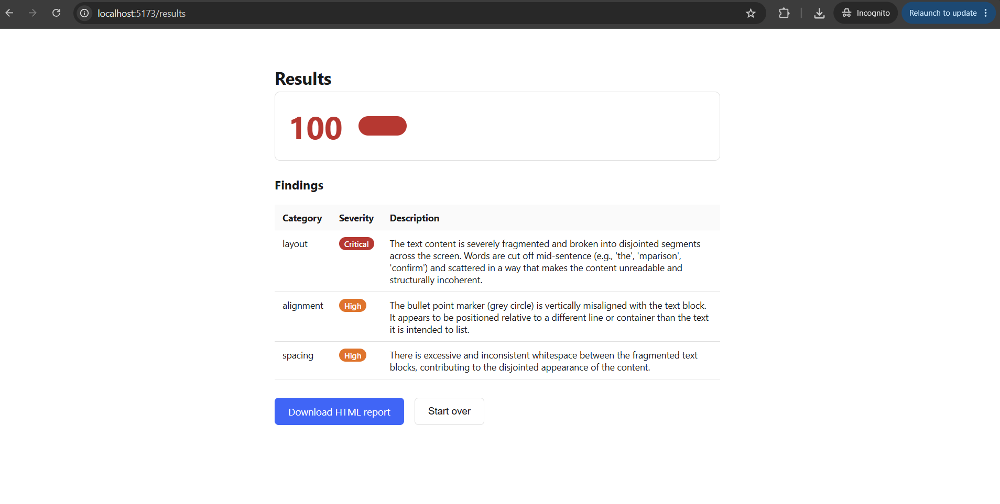 localhost:5173/results
Incognito
Relaunch to update
Results
100
Findings
Category Severity Description
layout Critical The text content is severely fragmented and broken into disjointed segments
across the screen. Words are cut off mid-sentence (e.g., 'the', 'mparison',
'confirm') and scattered in a way that makes the content unreadable and
structurally incoherent.
alignment High The bullet point marker (grey circle) is vertically misaligned with the text block.
It appears to be positioned relative to a different line or container than the text
it is intended to list.
spacing High There is excessive and inconsistent whitespace between the fragmented text
blocks, contributing to the disjointed appearance of the content.
Download HTML report Start over